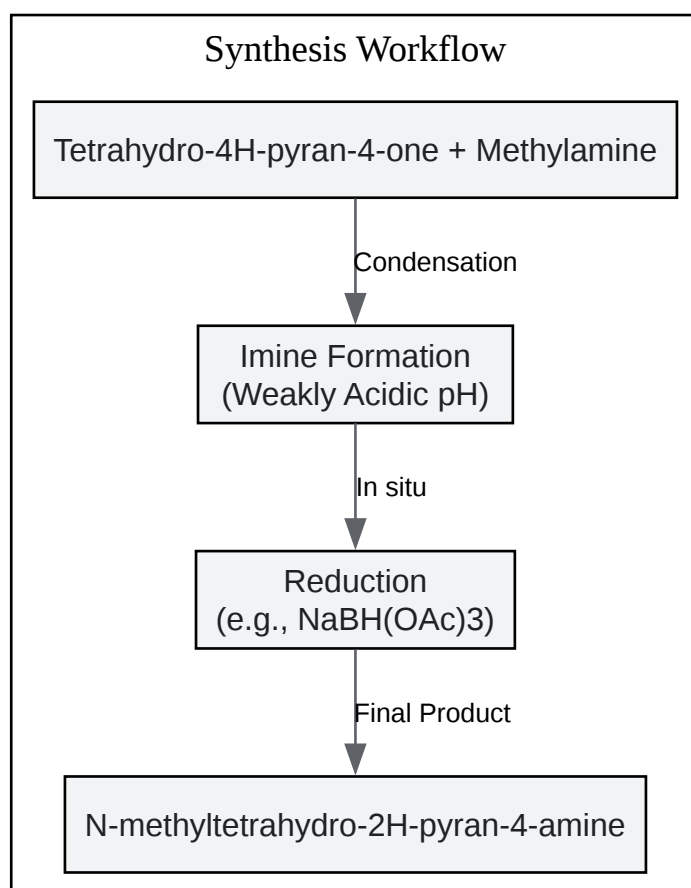 Synthesis Workflow
Tetrahydro-4H-pyran-4-one + Methylamine
Condensation
Imine Formation
(Weakly Acidic pH)
In situ
Reduction
(e.g., NaBH(OAc)3)
Final Product
N-methyltetrahydro-2H-pyran-4-amine